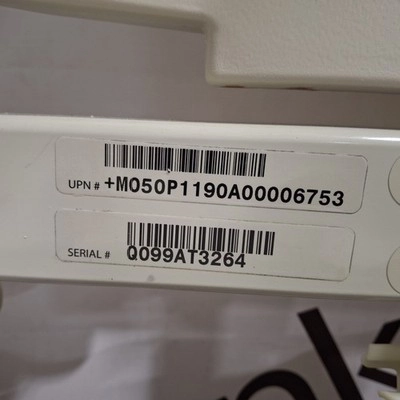 UPN # +M050P1190A00006753
SERIAL # Q099AT3264